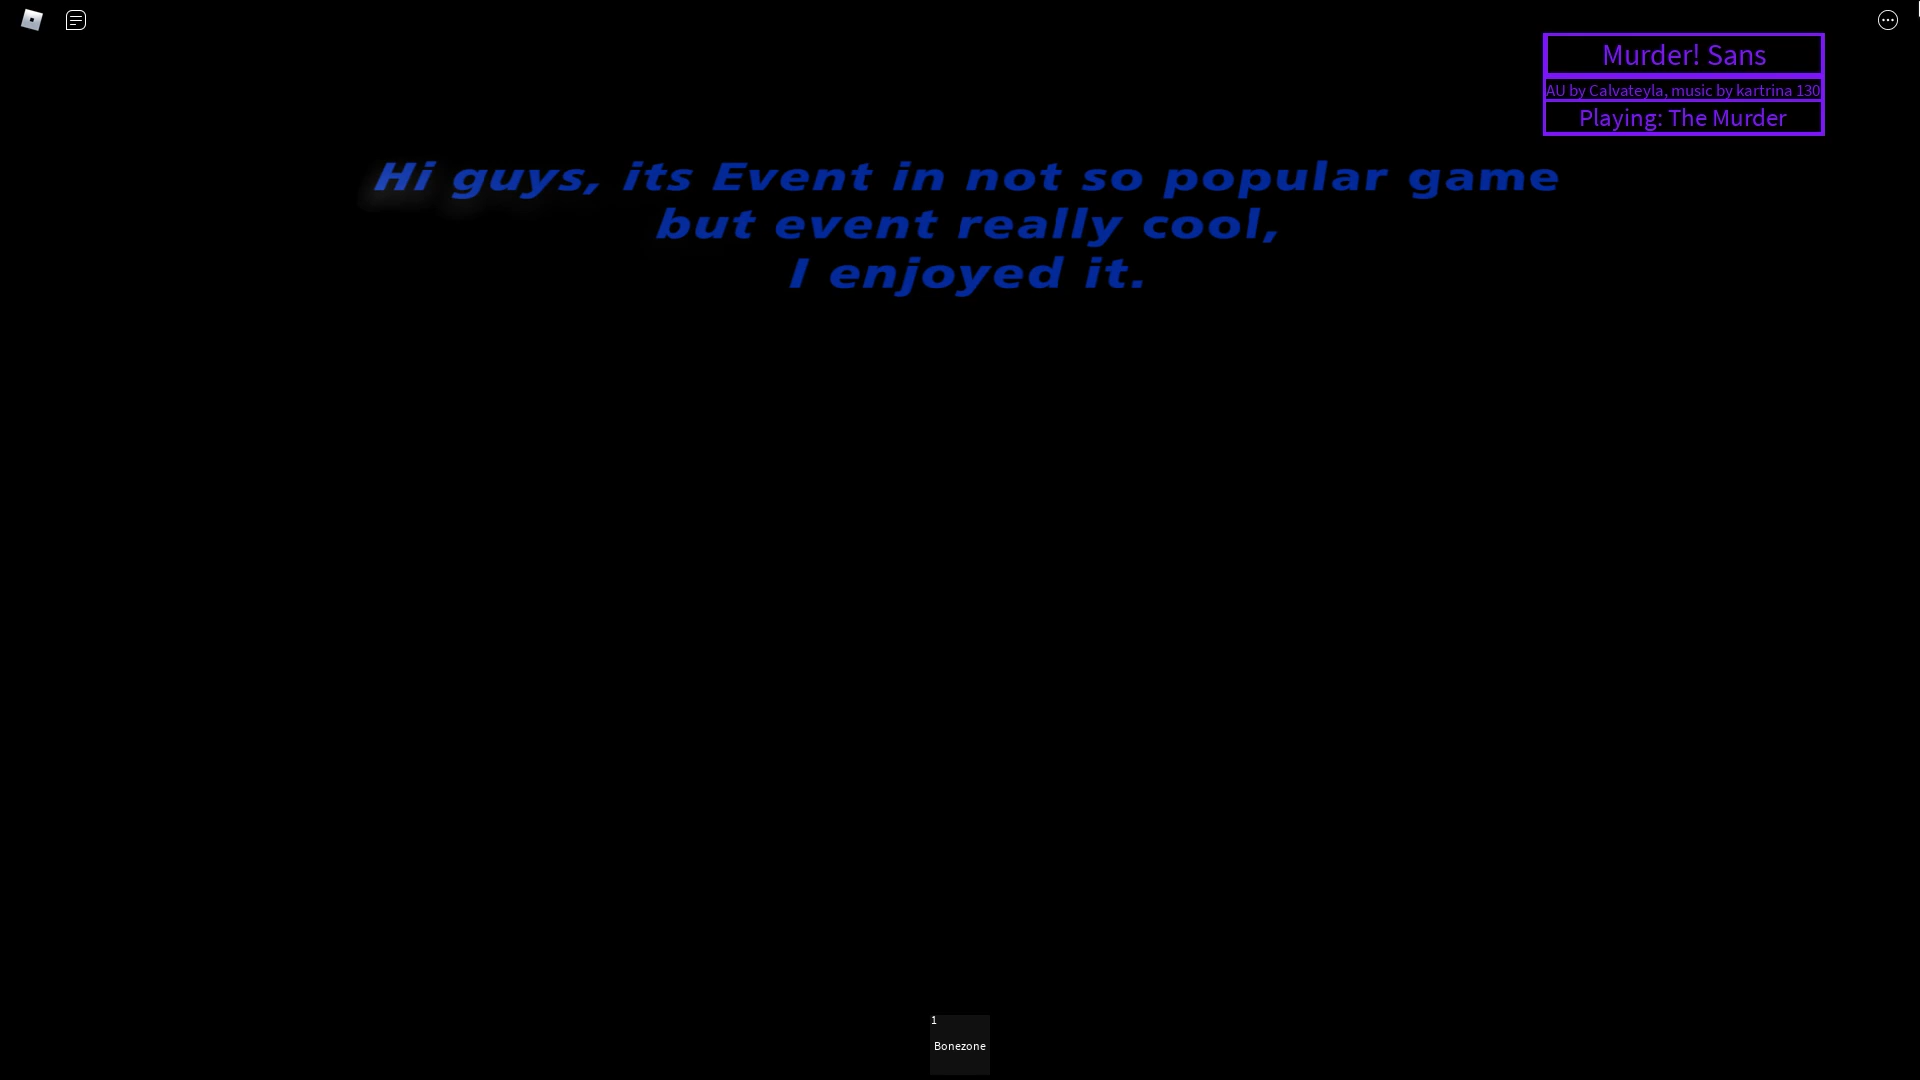 Murder! Sans
AU by Calvateyla, music by kartrina 130
Playing: The Murder
Hi guys, its Event in not so popular game
but event really cool,
I enjoyed it.
1
Bonezone